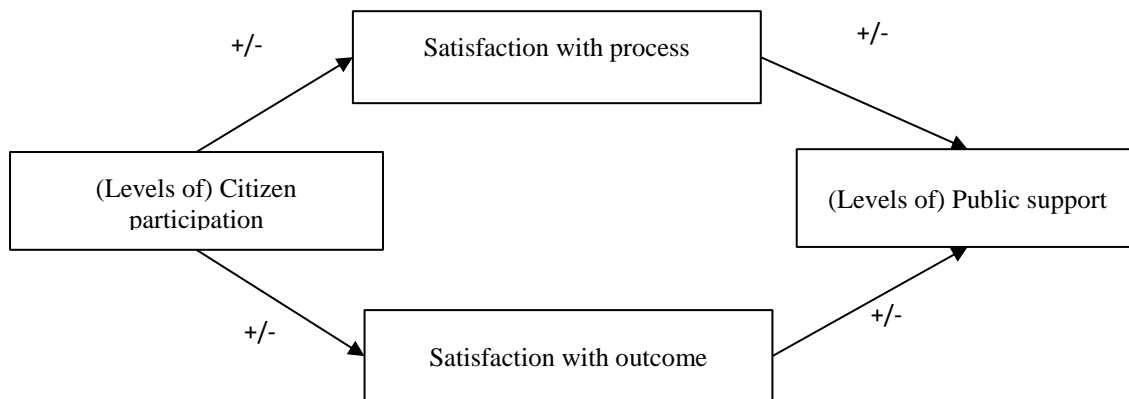 +/-
Satisfaction with process
+/-
(Levels of) Citizen
participation
(Levels of) Public support
+/-
Satisfaction with outcome
+/-